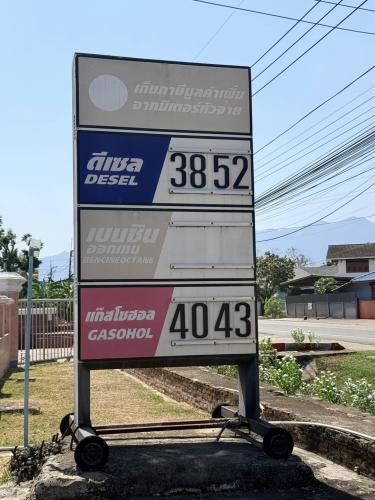 เก็บภาษีมูลค่าเพิ่ม
จากมิเตอร์หัวจ่าย
ดีเซล 38 52
DESEL
เบนซิน
ออกเทน
BENCINEOCTANE
แก๊สโซฮอล 40 43
GASOHOL